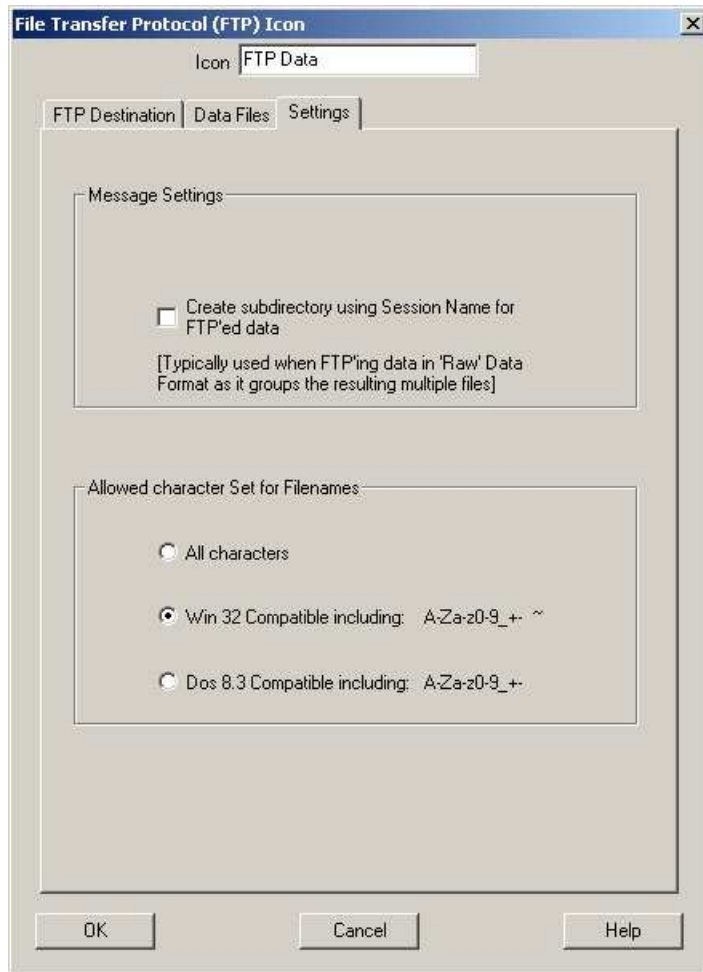 File Transfer Protocol (FTP) Icon
Icon FTP Data
FTP Destination Data Files Settings
Message Settings
Create subdirectory using Session Name for
FTP'ed data
[Typically used when FTP'ing data in 'Raw' Data
Format as it groups the resulting multiple files]
Allowed character Set for Filenames
All characters
Win 32 Compatible including: A-Za-z0-9_+- ~
Dos 8.3 Compatible including: A-Za-z0-9_+-
OK Cancel Help